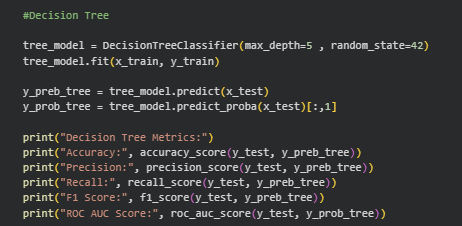 #Decision Tree
tree_model = DecisionTreeClassifier(max_depth=5 , random_state=42)
tree_model.fit(x_train, y_train)
y_preb_tree = tree_model.predict(x_test)
y_prob_tree = tree_model.predict_proba(x_test)[:,1]
print("Decision Tree Metrics:")
print("Accuracy:", accuracy_score(y_test, y_preb_tree))
print("Precision:", precision_score(y_test, y_preb_tree))
print("Recall:", recall_score(y_test, y_preb_tree))
print("F1 Score:", f1_score(y_test, y_preb_tree))
print("ROC AUC Score:", roc_auc_score(y_test, y_prob_tree))